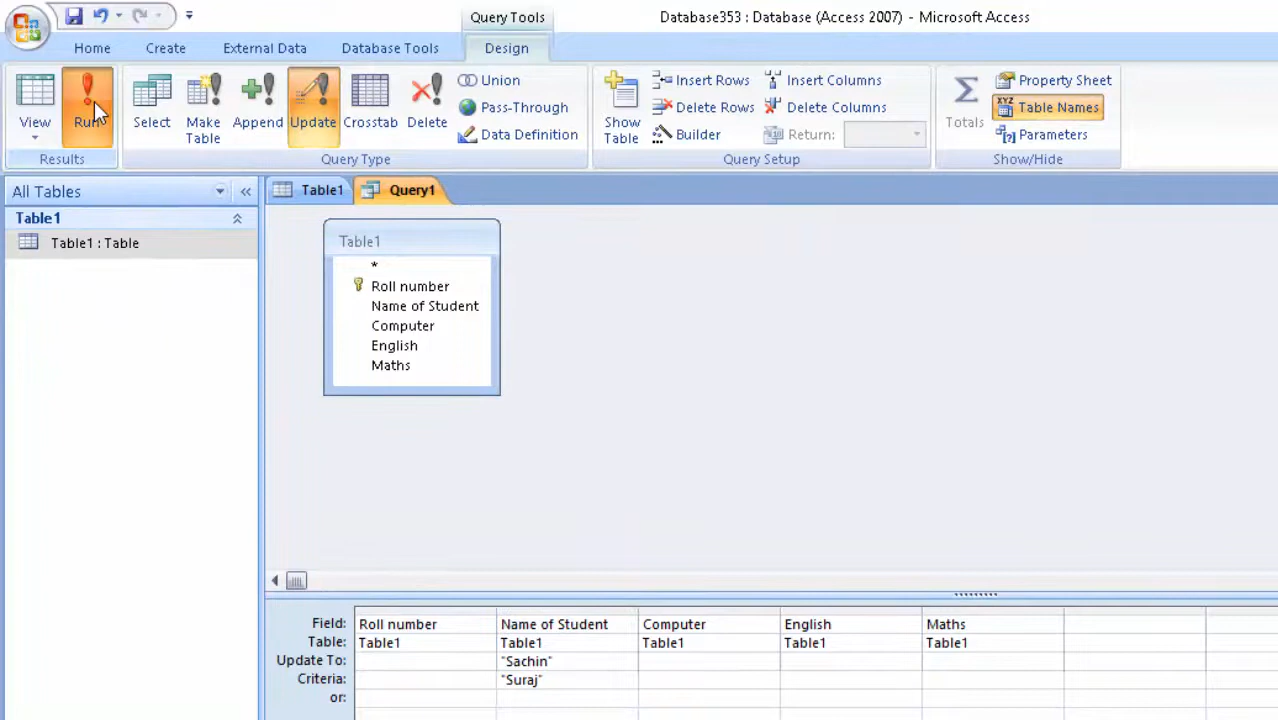 Query Tools
Database353 : Database (Access 2007) - Microsoft Access
Home Create External Data Database Tools Design
View
Run
Results
Select
Make Table
Append
Update
Crosstab
Delete
Union
Pass-Through
Data Definition
Query Type
Show Table
Insert Rows
Delete Rows
Builder
Insert Columns
Delete Columns
Return:
Query Setup
Σ
Totals
Property Sheet
XYZ Table Names
[?] Parameters
Show/Hide
All Tables
Table1
Table1 : Table
Table1 Query1
Table1
*
Roll number
Name of Student
Computer
English
Maths
Field: Roll number Name of Student Computer English Maths
Table: Table1 Table1 Table1 Table1 Table1
Update To: "Sachin"
Criteria: "Suraj"
or: